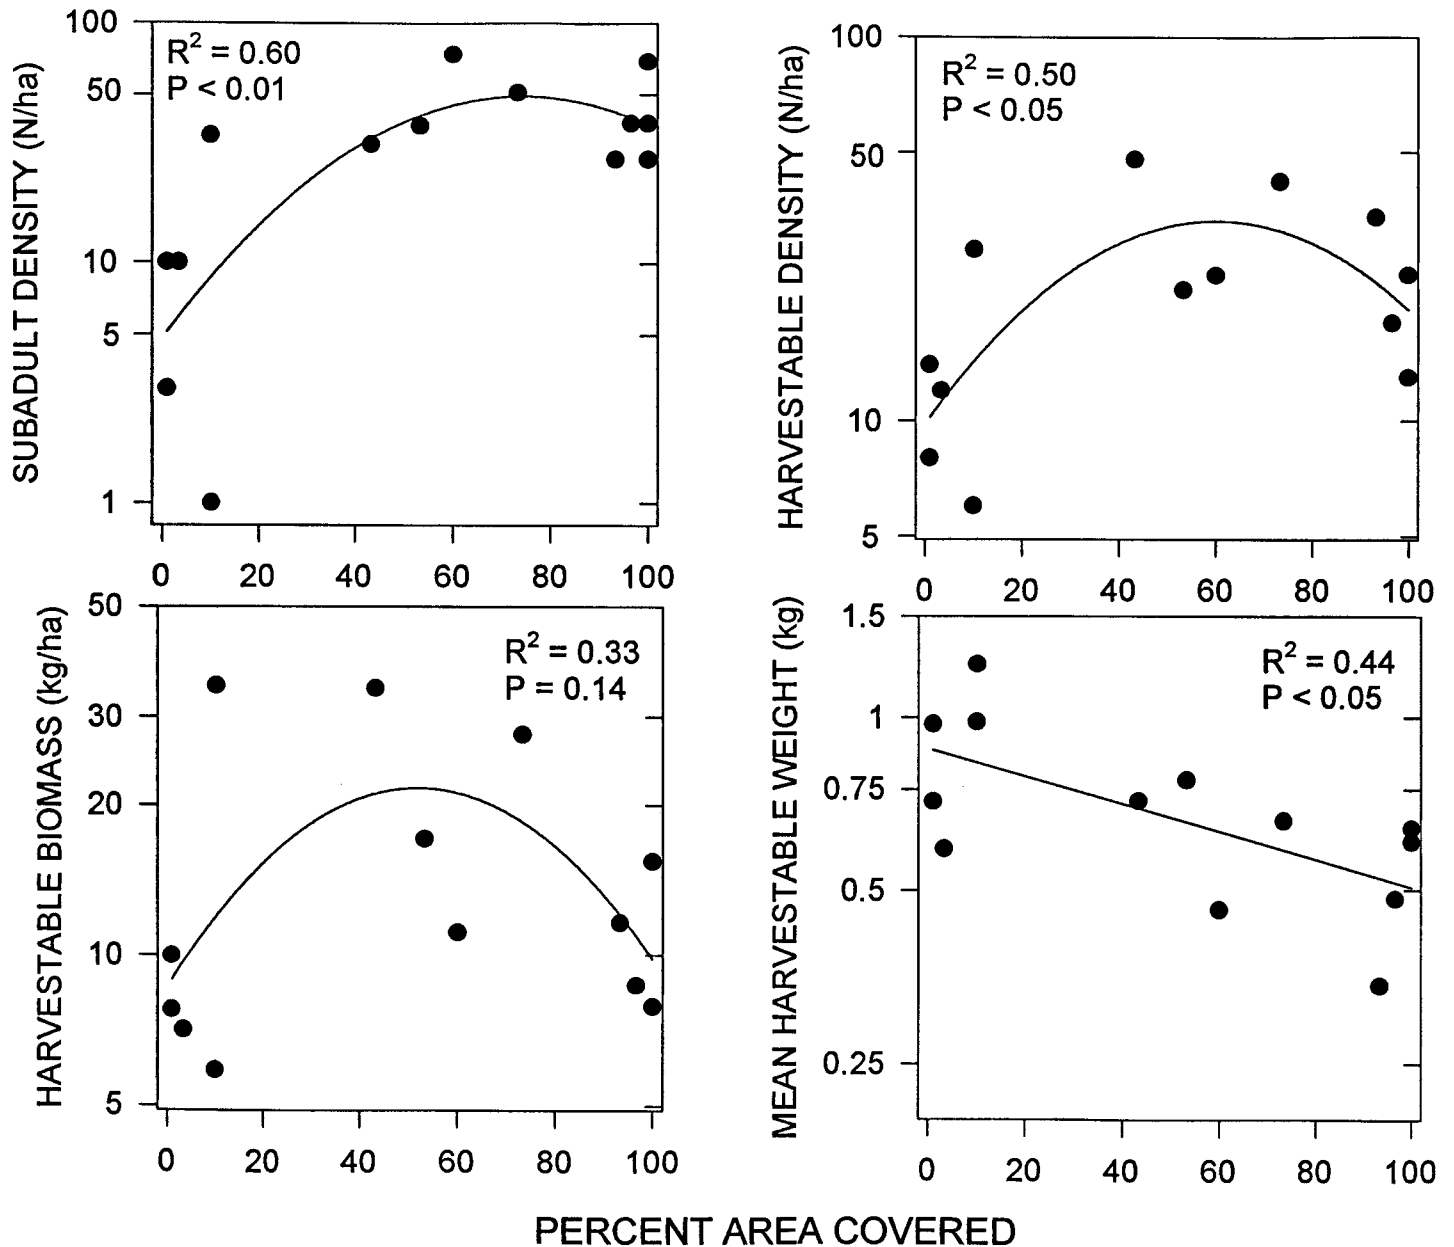 SUBADULT DENSITY (N/ha)
100
50
10
5
1
R² = 0.60
P < 0.01
0 20 40 60 80 100
HARVESTABLE DENSITY (N/ha)
100
50
10
5
R² = 0.50
P < 0.05
0 20 40 60 80 100
HARVESTABLE BIOMASS (kg/ha)
50
30
20
10
5
R² = 0.33
P = 0.14
0 20 40 60 80 100
MEAN HARVESTABLE WEIGHT (kg)
1.5
1
0.75
0.5
0.25
R² = 0.44
P < 0.05
0 20 40 60 80 100
PERCENT AREA COVERED